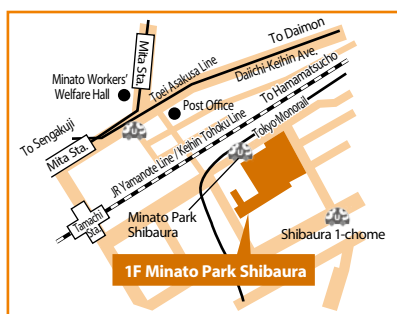 Mita Sta.
To Daimon
Minato Workers'
Welfare Hall
Toei Asakusa Line
Daiichi-Keihin Ave.
Post Office
To Hamamatsucho
To Sengakuji
Mita Sta.
JR Yamanote Line / Keihin Tohoku Line
Tokyo Monorail
Tamachi
Sta.
Minato Park
Shibaura
Shibaura 1-chome
1F Minato Park Shibaura